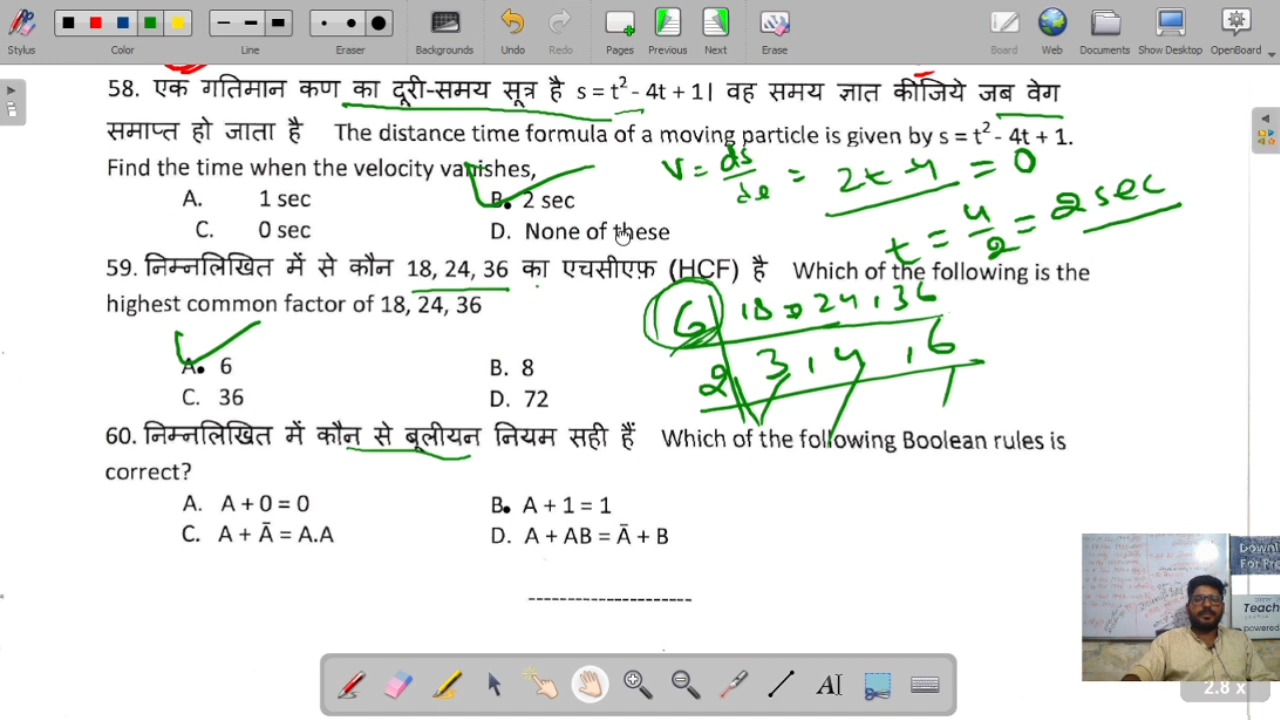 Stylus Color Line Eraser Backgrounds Undo Redo Pages Previous Next Erase Board Web Documents Show Desktop OpenBoard
58. एक गतिमान कण का दूरी-समय सूत्र है s = t² - 4t + 1। वह समय ज्ञात कीजिये जब वेग
समाप्त हो जाता है The distance time formula of a moving particle is given by s = t² - 4t + 1.
Find the time when the velocity vanishes,
V = ds/dt = 2t-4 = 0
A. 1 sec B. 2 sec
C. 0 sec D. None of these
t = 4/2 = 2 sec
59. निम्नलिखित में से कौन 18, 24, 36 का एचसीएफ़ (HCF) है Which of the following is the
highest common factor of 18, 24, 36
6 18, 24, 36
2 3, 4, 6
A. 6 B. 8
C. 36 D. 72
60. निम्नलिखित में कौन से बूलीयन नियम सही हैं Which of the following Boolean rules is
correct?
A. A + 0 = 0 B. A + 1 = 1
C. A + Ā = A.A D. A + AB = Ā + B
---------------------
Teach
powered
2.8 x